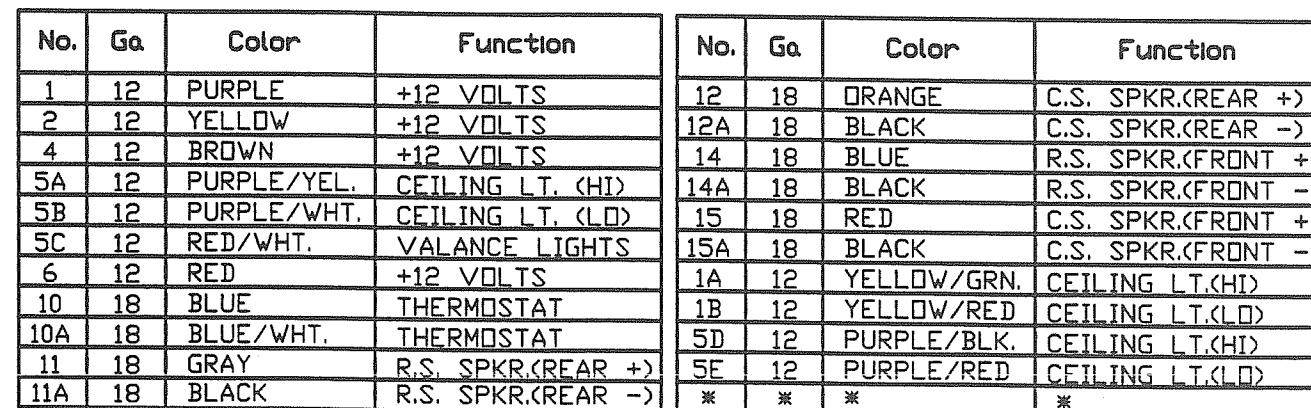 No. Ga Color Function
1 12 PURPLE +12 VOLTS
2 12 YELLOW +12 VOLTS
4 12 BROWN +12 VOLTS
5A 12 PURPLE/YEL. CEILING LT. (HI)
5B 12 PURPLE/WHT. CEILING LT. (LO)
5C 12 RED/WHT. VALANCE LIGHTS
6 12 RED +12 VOLTS
10 18 BLUE THERMOSTAT
10A 18 BLUE/WHT. THERMOSTAT
11 18 GRAY R.S. SPKR.(REAR +)
11A 18 BLACK R.S. SPKR.(REAR -)
No. Ga Color Function
12 18 ORANGE C.S. SPKR.(REAR +)
12A 18 BLACK C.S. SPKR.(REAR -)
14 18 BLUE R.S. SPKR.(FRONT +
14A 18 BLACK R.S. SPKR.(FRONT -
15 18 RED C.S. SPKR.(FRONT +
15A 18 BLACK C.S. SPKR.(FRONT -
1A 12 YELLOW/GRN. CEILING LT.(HI)
1B 12 YELLOW/RED CEILING LT.(LO)
5D 12 PURPLE/BLK. CEILING LT.(HI)
5E 12 PURPLE/RED CEILING LT.(LO)
* * * *